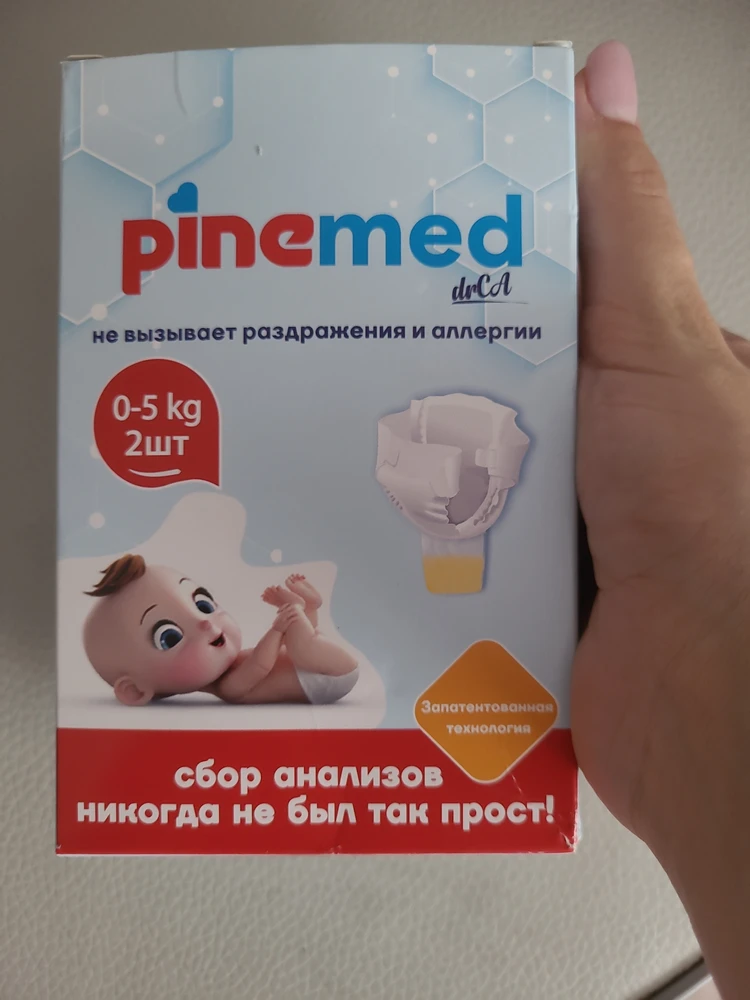 pinemed
drCA
не вызывает раздражения и аллергии
0-5 kg
2шт
Запатентованная
технология
сбор анализов
никогда не был так прост!